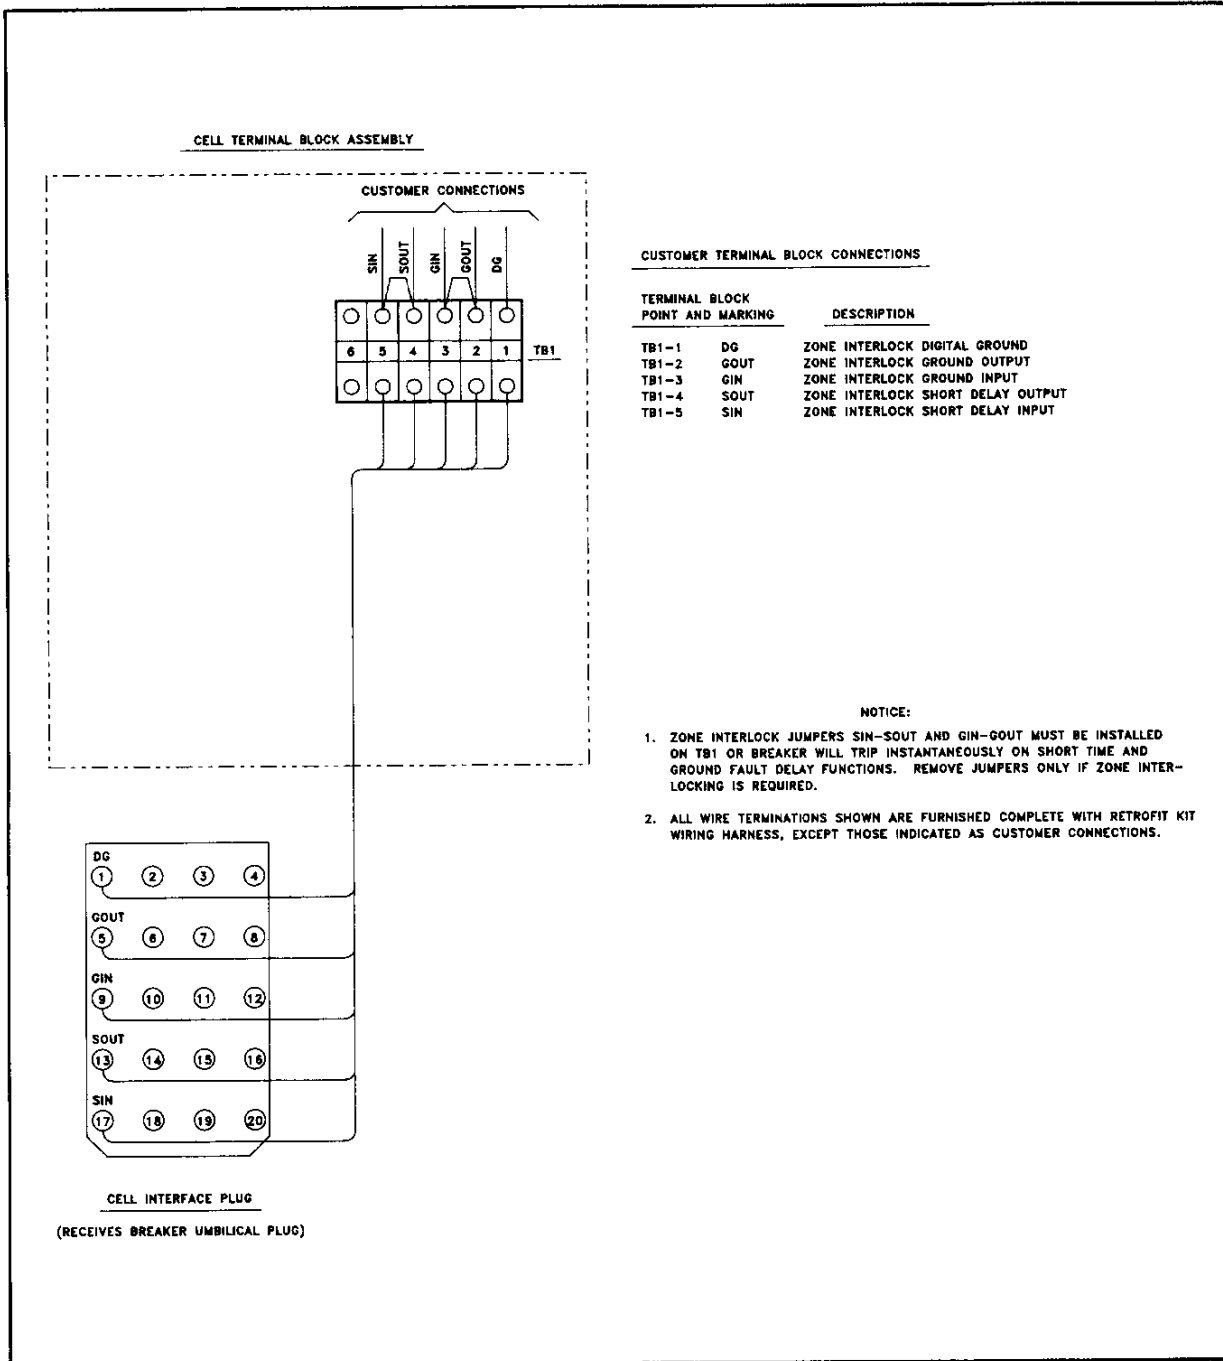 CELL TERMINAL BLOCK ASSEMBLY
CUSTOMER CONNECTIONS
SIN SOUT GIN GOUT DG
6 5 4 3 2 1 TB1
CUSTOMER TERMINAL BLOCK CONNECTIONS
TERMINAL BLOCK
POINT AND MARKING DESCRIPTION
TB1-1 DG ZONE INTERLOCK DIGITAL GROUND
TB1-2 GOUT ZONE INTERLOCK GROUND OUTPUT
TB1-3 GIN ZONE INTERLOCK GROUND INPUT
TB1-4 SOUT ZONE INTERLOCK SHORT DELAY OUTPUT
TB1-5 SIN ZONE INTERLOCK SHORT DELAY INPUT
NOTICE:
1. ZONE INTERLOCK JUMPERS SIN-SOUT AND GIN-GOUT MUST BE INSTALLED
ON TB1 OR BREAKER WILL TRIP INSTANTANEOUSLY ON SHORT TIME AND
GROUND FAULT DELAY FUNCTIONS. REMOVE JUMPERS ONLY IF ZONE INTER-
LOCKING IS REQUIRED.
2. ALL WIRE TERMINATIONS SHOWN ARE FURNISHED COMPLETE WITH RETROFIT KIT
WIRING HARNESS, EXCEPT THOSE INDICATED AS CUSTOMER CONNECTIONS.
DG
1 2 3 4
GOUT
5 6 7 8
GIN
9 10 11 12
SOUT
13 14 15 16
SIN
17 18 19 20
CELL INTERFACE PLUG
(RECEIVES BREAKER UMBILICAL PLUG)